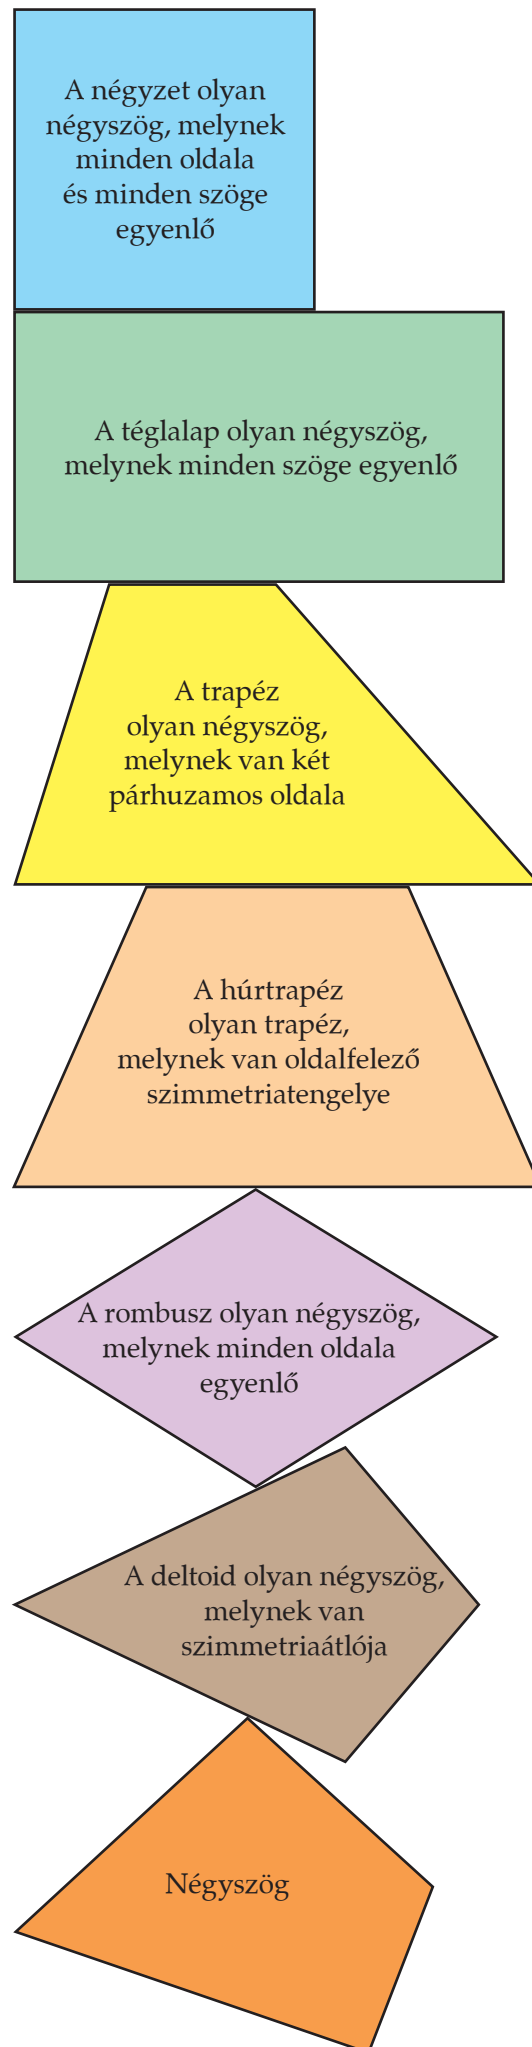 A négyzet olyan
négyszög, melynek
minden oldala
és minden szöge
egyenlő
A téglalap olyan négyszög,
melynek minden szöge egyenlő
A trapéz
olyan négyszög,
melynek van két
párhuzamos oldala
A húrtrapéz
olyan trapéz,
melynek van oldalfelező
szimmetriatengelye
A rombusz olyan négyszög,
melynek minden oldala
egyenlő
A deltoid olyan négyszög,
melynek van
szimmetriaátlója
Négyszög